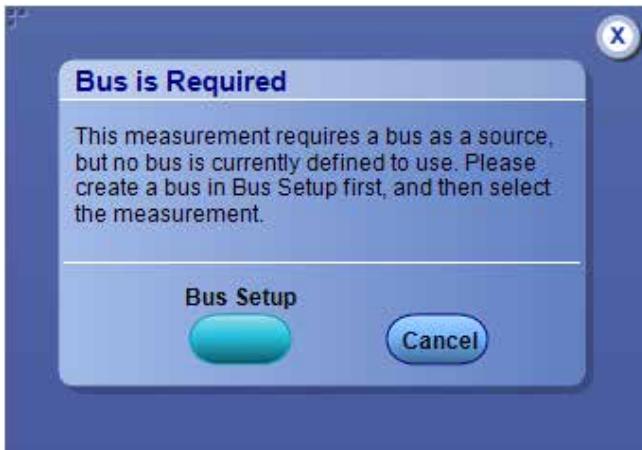 X
Bus is Required
This measurement requires a bus as a source,
but no bus is currently defined to use. Please
create a bus in Bus Setup first, and then select
the measurement.
Bus Setup
Cancel